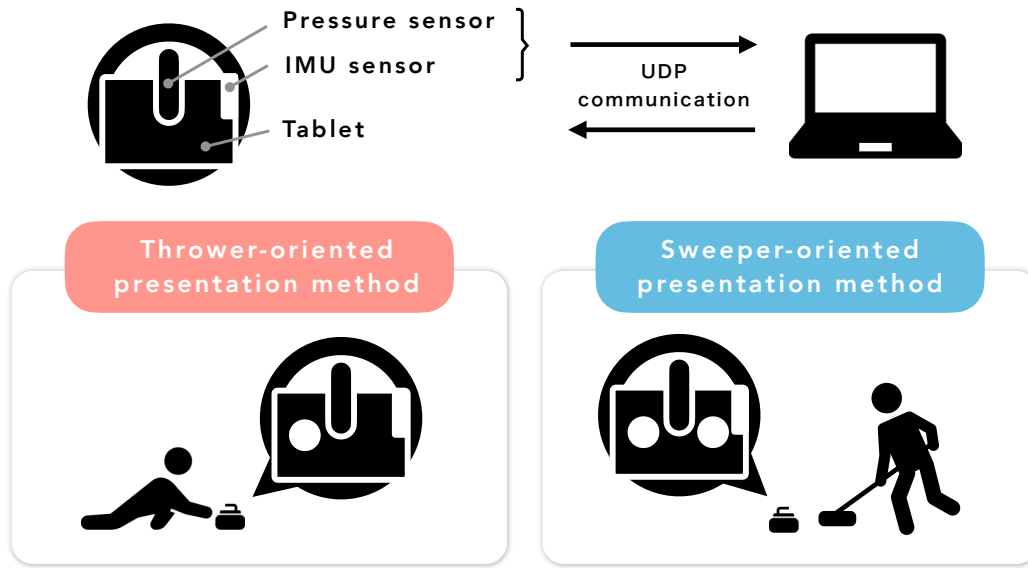 Pressure sensor
IMU sensor
Tablet
UDP
communication
Thrower-oriented
presentation method
Sweeper-oriented
presentation method